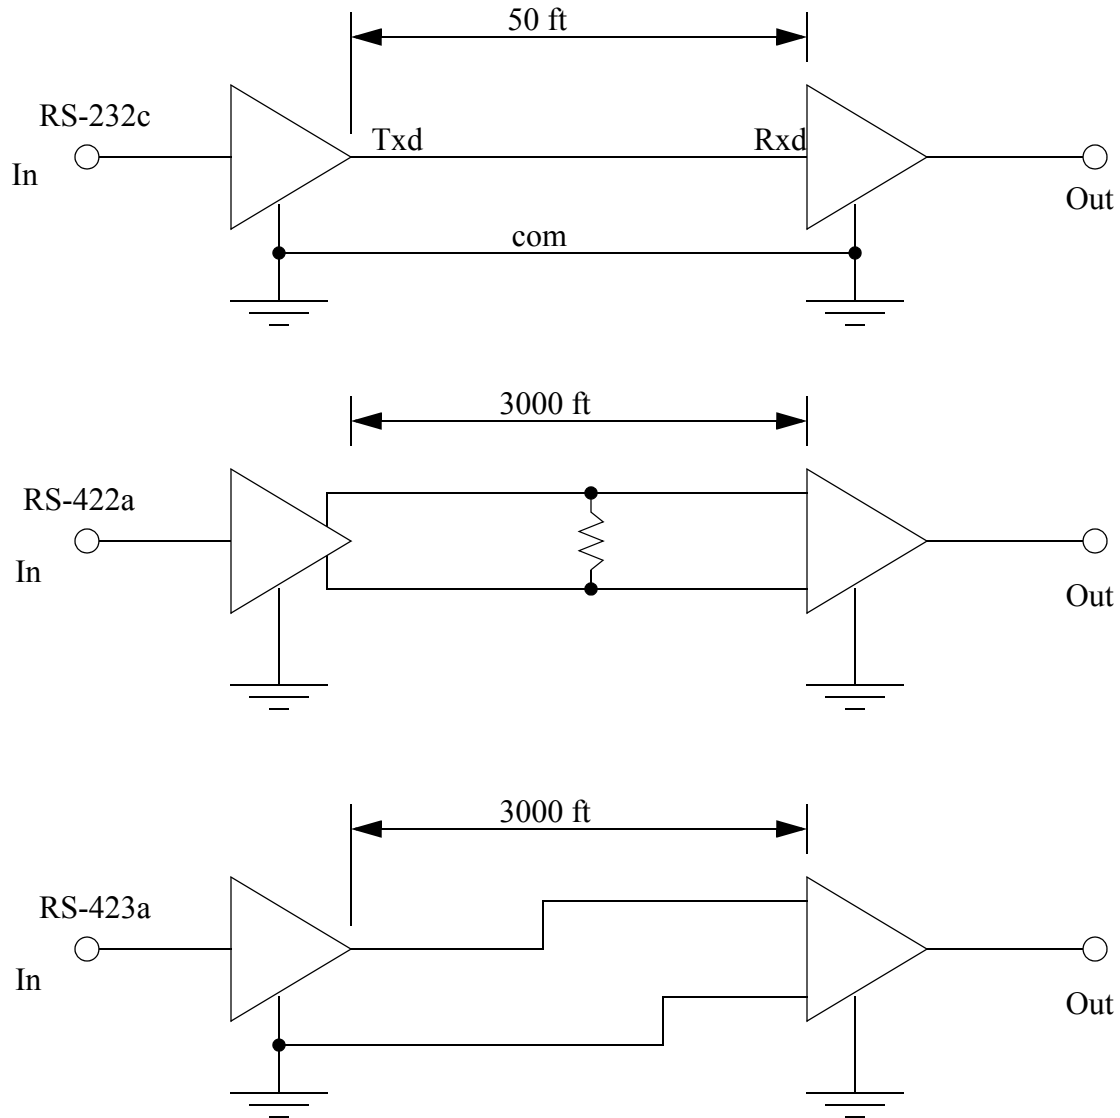 50 ft
RS-232c
Txd
Rxd
In
Out
com
3000 ft
RS-422a
In
Out
3000 ft
RS-423a
In
Out